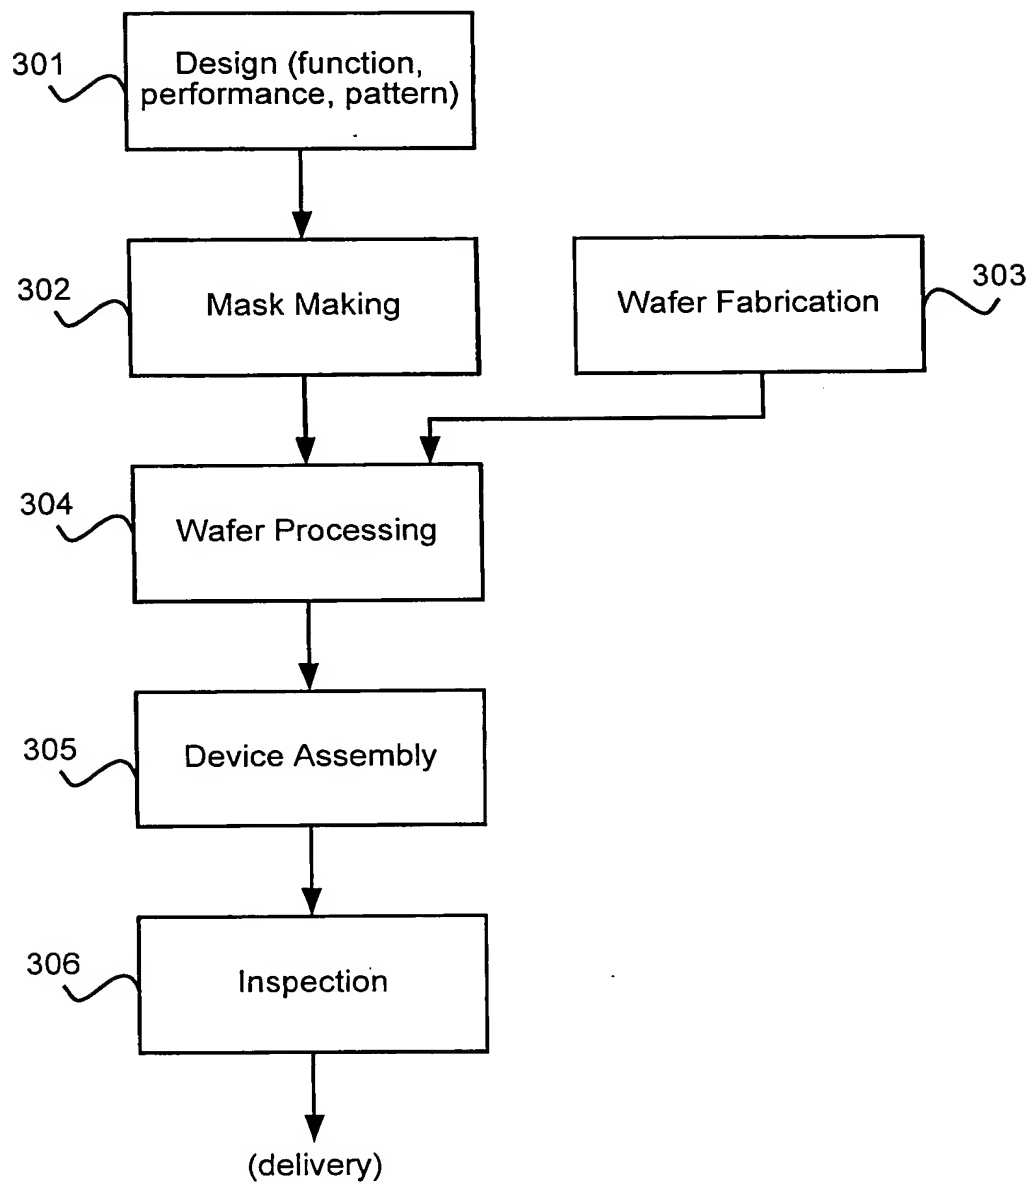 301
Design (function,
performance, pattern)
302
Mask Making
Wafer Fabrication
303
304
Wafer Processing
305
Device Assembly
306
Inspection
(delivery)